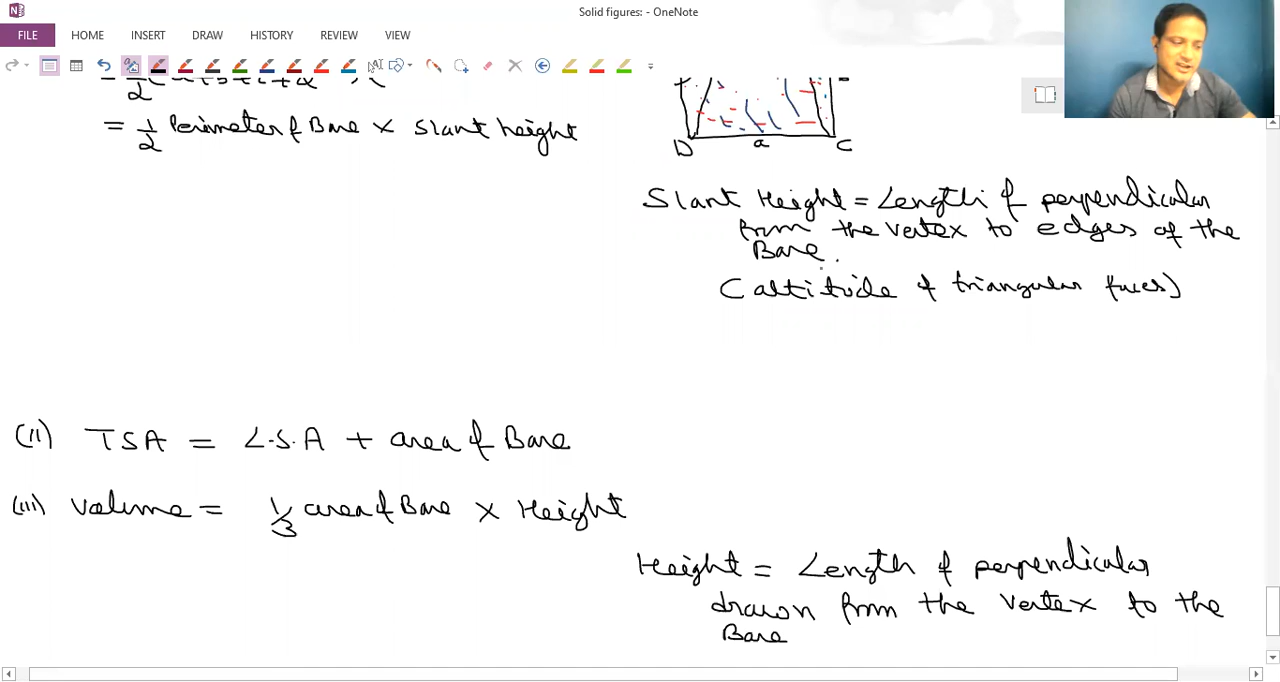 Solid figures: - OneNote
FILE HOME INSERT DRAW HISTORY REVIEW VIEW
= 1/2
= 1/2 Perimeter of Base × Slant height
D a C
Slant Height = Length of perpendicular
from the vertex to edges of the
Base.
(altitude of triangular faces)
(ii) TSA = L.S.A + area of Base
(iii) Volume = 1/3 area of Base × Height
Height = Length of perpendicular
drawn from the vertex to the
Base